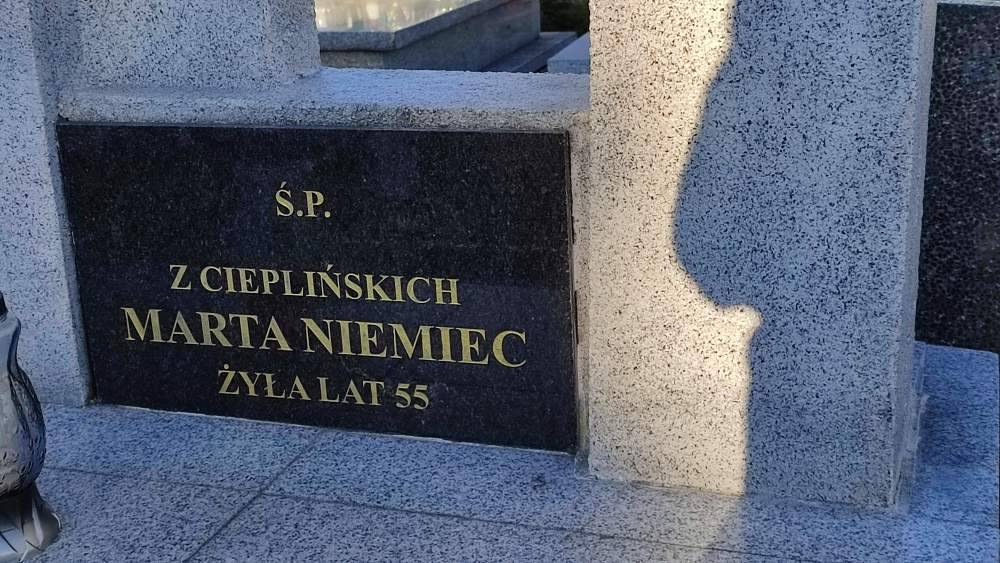 Ś.P.
Z CIEPLIŃSKICH
MARTA NIEMIEC
ŻYŁA LAT 55